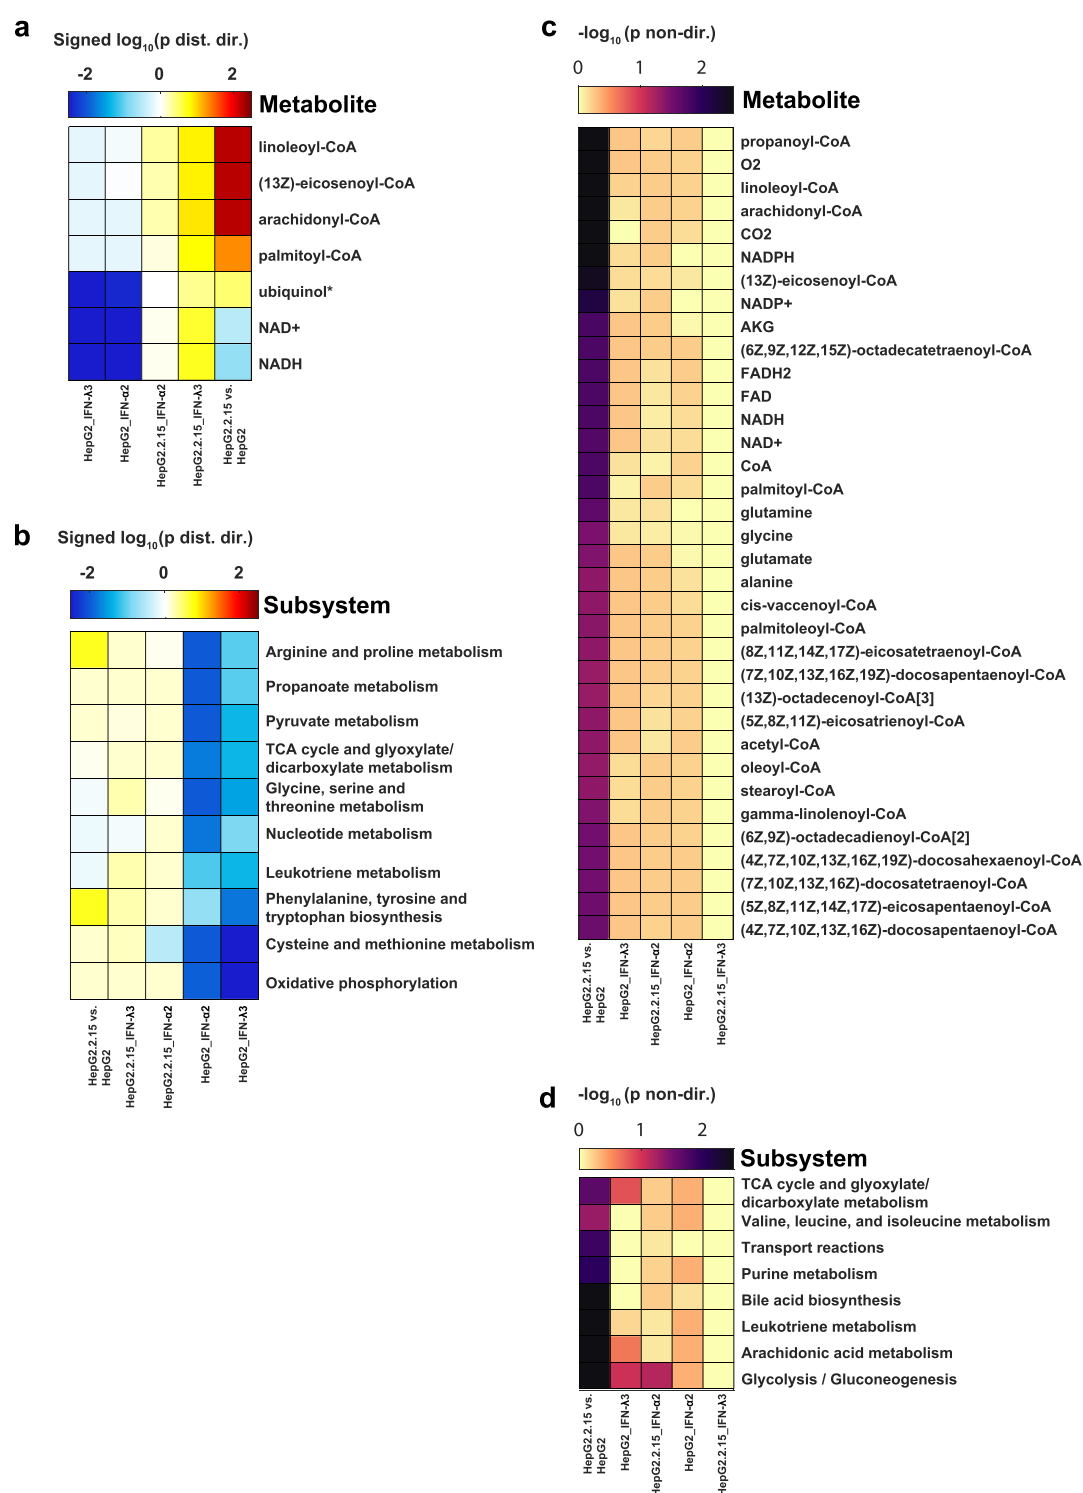 a
Signed log10(p dist. dir.)
-2 0 2
Metabolite
linoleoyl-CoA
(13Z)-eicosenoyl-CoA
arachidonyl-CoA
palmitoyl-CoA
ubiquinol*
NAD+
NADH
HepG2_IFN-λ3
HepG2_IFN-α2
HepG2.2.15_IFN-α2
HepG2.2.15_IFN-λ3
HepG2.2.15 vs.
HepG2
b
Signed log10(p dist. dir.)
-2 0 2
Subsystem
Arginine and proline metabolism
Propanoate metabolism
Pyruvate metabolism
TCA cycle and glyoxylate/
dicarboxylate metabolism
Glycine, serine and
threonine metabolism
Nucleotide metabolism
Leukotriene metabolism
Phenylalanine, tyrosine and
tryptophan biosynthesis
Cysteine and methionine metabolism
Oxidative phosphorylation
HepG2.2.15 vs.
HepG2
HepG2.2.15_IFN-λ3
HepG2.2.15_IFN-α2
HepG2_IFN-α2
HepG2_IFN-λ3
c
-log10 (p non-dir.)
0 1 2
Metabolite
propanoyl-CoA
O2
linoleoyl-CoA
arachidonyl-CoA
CO2
NADPH
(13Z)-eicosenoyl-CoA
NADP+
AKG
(6Z,9Z,12Z,15Z)-octadecatetraenoyl-CoA
FADH2
FAD
NADH
NAD+
CoA
palmitoyl-CoA
glutamine
glycine
glutamate
alanine
cis-vaccenoyl-CoA
palmitoleoyl-CoA
(8Z,11Z,14Z,17Z)-eicosatetraenoyl-CoA
(7Z,10Z,13Z,16Z,19Z)-docosapentaenoyl-CoA
(13Z)-octadecenoyl-CoA[3]
(5Z,8Z,11Z)-eicosatrienoyl-CoA
acetyl-CoA
oleoyl-CoA
stearoyl-CoA
gamma-linolenoyl-CoA
(6Z,9Z)-octadecadienoyl-CoA[2]
(4Z,7Z,10Z,13Z,16Z,19Z)-docosahexaenoyl-CoA
(7Z,10Z,13Z,16Z)-docosatetraenoyl-CoA
(5Z,8Z,11Z,14Z,17Z)-eicosapentaenoyl-CoA
(4Z,7Z,10Z,13Z,16Z)-docosapentaenoyl-CoA
HepG2.2.15 vs.
HepG2
HepG2_IFN-λ3
HepG2.2.15_IFN-α2
HepG2_IFN-α2
HepG2.2.15_IFN-λ3
d
-log10 (p non-dir.)
0 1 2
Subsystem
TCA cycle and glyoxylate/
dicarboxylate metabolism
Valine, leucine, and isoleucine metabolism
Transport reactions
Purine metabolism
Bile acid biosynthesis
Leukotriene metabolism
Arachidonic acid metabolism
Glycolysis / Gluconeogenesis
HepG2.2.15 vs.
HepG2
HepG2_IFN-λ3
HepG2.2.15_IFN-α2
HepG2_IFN-α2
HepG2.2.15_IFN-λ3